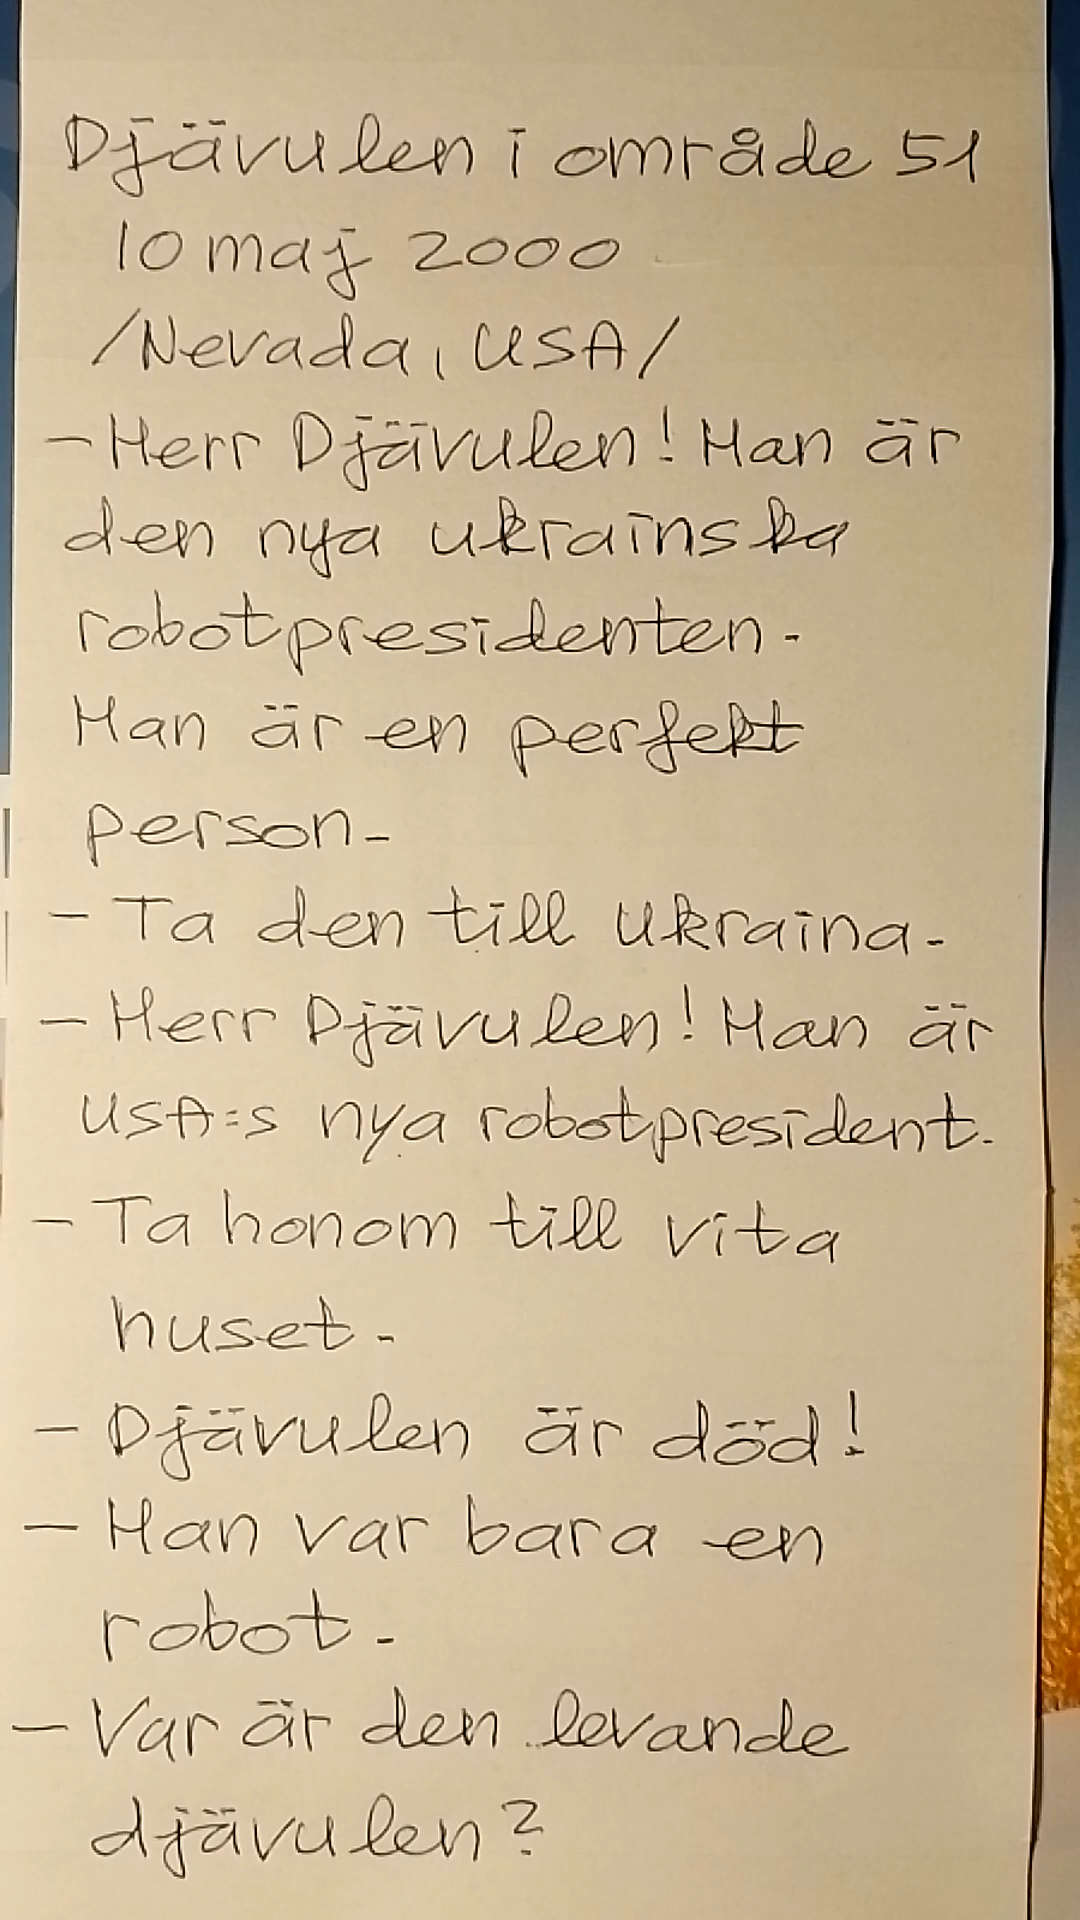 Djävulen i område 51
10 maj 2000
/Nevada, USA/
- Herr Djävulen! Han är
den nya ukrainska
robotpresidenten.
Han är en perfekt
person.
- Ta den till ukraina.
- Herr Djävulen! Han är
USA:s nya robotpresident.
- Ta honom till vita
huset.
- Djävulen är död!
- Han var bara en
robot.
- Var är den levande
djävulen?